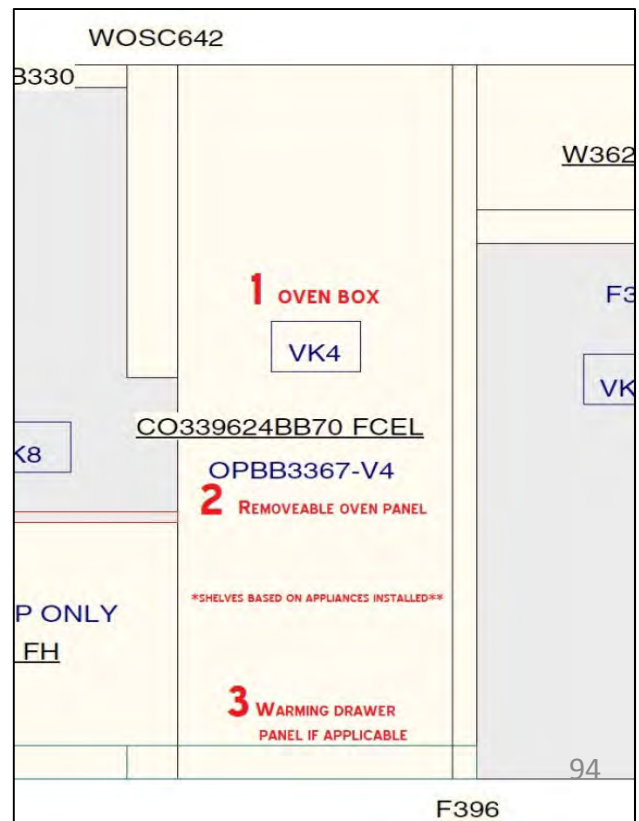 WOSC642
B330
W362
1 OVEN BOX
F3
VK4
VK
CO339624BB70 FCEL
K8
OPBB3367-V4
2 REMOVEABLE OVEN PANEL
*SHELVES BASED ON APPLIANCES INSTALLED**
P ONLY
FH
3 WARMING DRAWER
PANEL IF APPLICABLE
94
F396